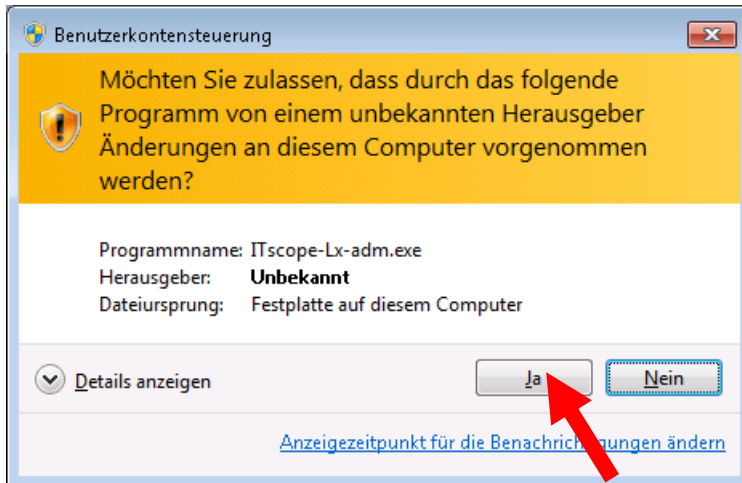 Benutzerkontensteuerung
Möchten Sie zulassen, dass durch das folgende
Programm von einem unbekannten Herausgeber
Änderungen an diesem Computer vorgenommen
werden?
Programmname: ITscope-Lx-adm.exe
Herausgeber: Unbekannt
Dateiursprung: Festplatte auf diesem Computer
Details anzeigen
Ja Nein
Anzeigezeitpunkt für die Benachrichtigungen ändern